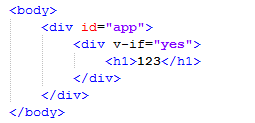 <body>
<div id="app">
<div v-if="yes">
<h1>123</h1>
</div>
</div>
</body>